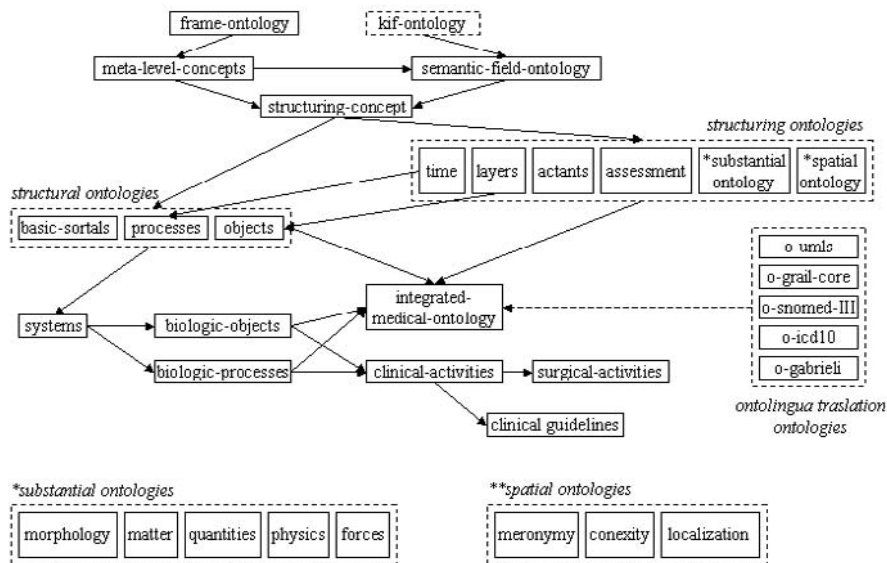 frame-ontology
kif-ontology
meta-level-concepts
semantic-field-ontology
structuring-concept
structuring ontologies
time
layers
actants
assessment
*substantial
ontology
*spatial
ontology
structural ontologies
basic-sortals
processes
objects
o-umls
o-grail-core
o-snomed-III
o-icd10
o-gabrieli
ontolingua traslation
ontologies
integrated-
medical-ontology
systems
biologic-objects
biologic-processes
clinical-activities
surgical-activities
clinical guidelines
*substantial ontologies
morphology
matter
quantities
physics
forces
**spatial ontologies
meronymy
conexity
localization